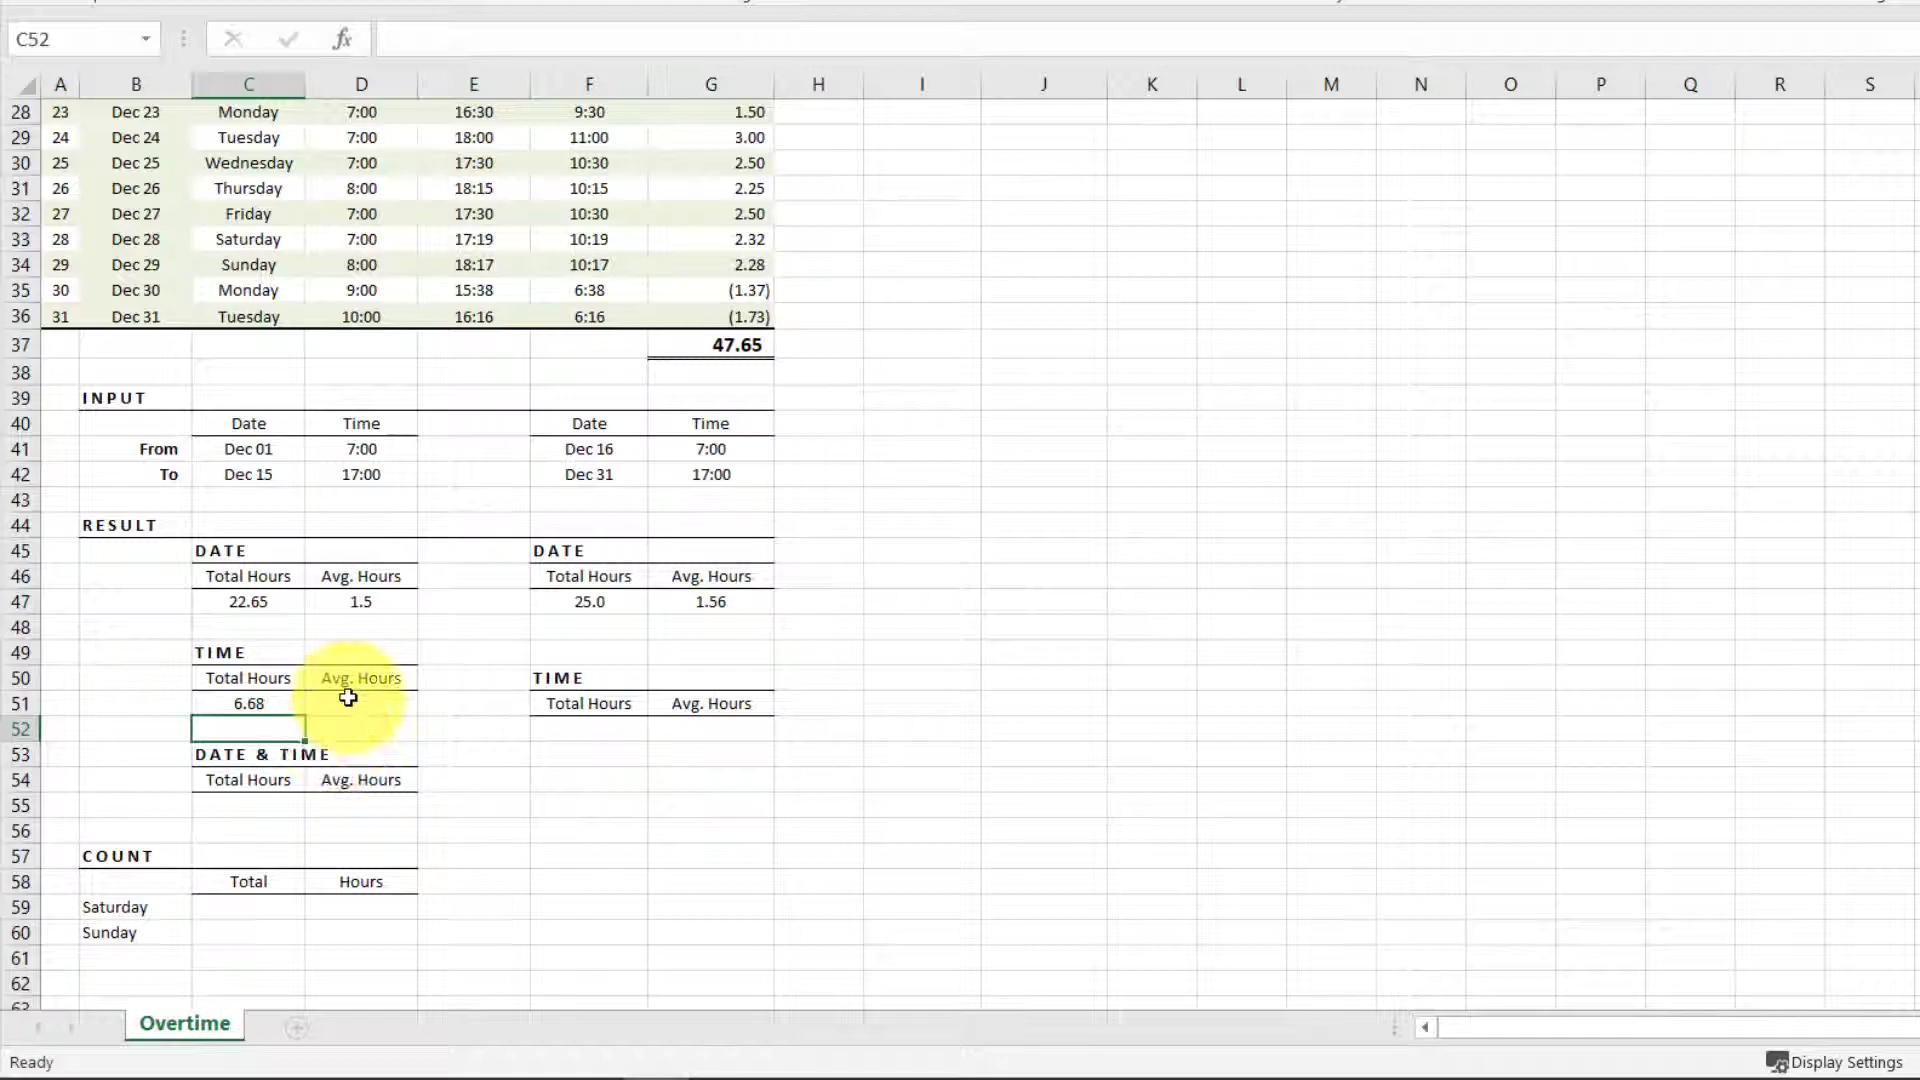 C52
fx
A B C D E F G H I J K L M N O P Q R S
28 23 Dec 23 Monday 7:00 16:30 9:30 1.50
29 24 Dec 24 Tuesday 7:00 18:00 11:00 3.00
30 25 Dec 25 Wednesday 7:00 17:30 10:30 2.50
31 26 Dec 26 Thursday 8:00 18:15 10:15 2.25
32 27 Dec 27 Friday 7:00 17:30 10:30 2.50
33 28 Dec 28 Saturday 7:00 17:19 10:19 2.32
34 29 Dec 29 Sunday 8:00 18:17 10:17 2.28
35 30 Dec 30 Monday 9:00 15:38 6:38 (1.37)
36 31 Dec 31 Tuesday 10:00 16:16 6:16 (1.73)
37 47.65
38
39 INPUT
40 Date Time Date Time
41 From Dec 01 7:00 Dec 16 7:00
42 To Dec 15 17:00 Dec 31 17:00
43
44 RESULT
45 DATE DATE
46 Total Hours Avg. Hours Total Hours Avg. Hours
47 22.65 1.5 25.0 1.56
48
49 TIME
50 Total Hours Avg. Hours TIME
51 6.68 Total Hours Avg. Hours
52
53 DATE & TIME
54 Total Hours Avg. Hours
55
56
57 COUNT
58 Total Hours
59 Saturday
60 Sunday
61
62
Overtime
Ready Display Settings